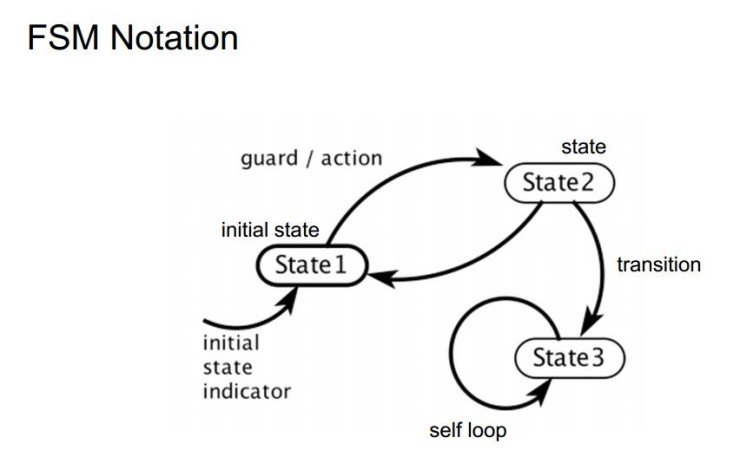 FSM Notation
guard / action
state
State2
initial state
State1
transition
initial
state
indicator
State3
self loop